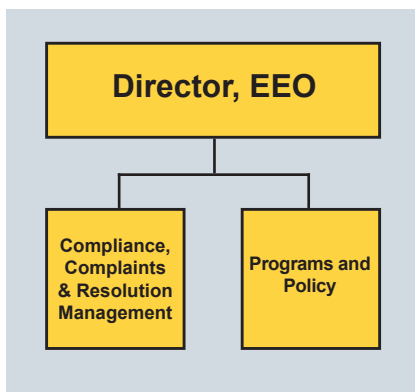 Director, EEO
Compliance,
Complaints
& Resolution
Management
Programs and
Policy